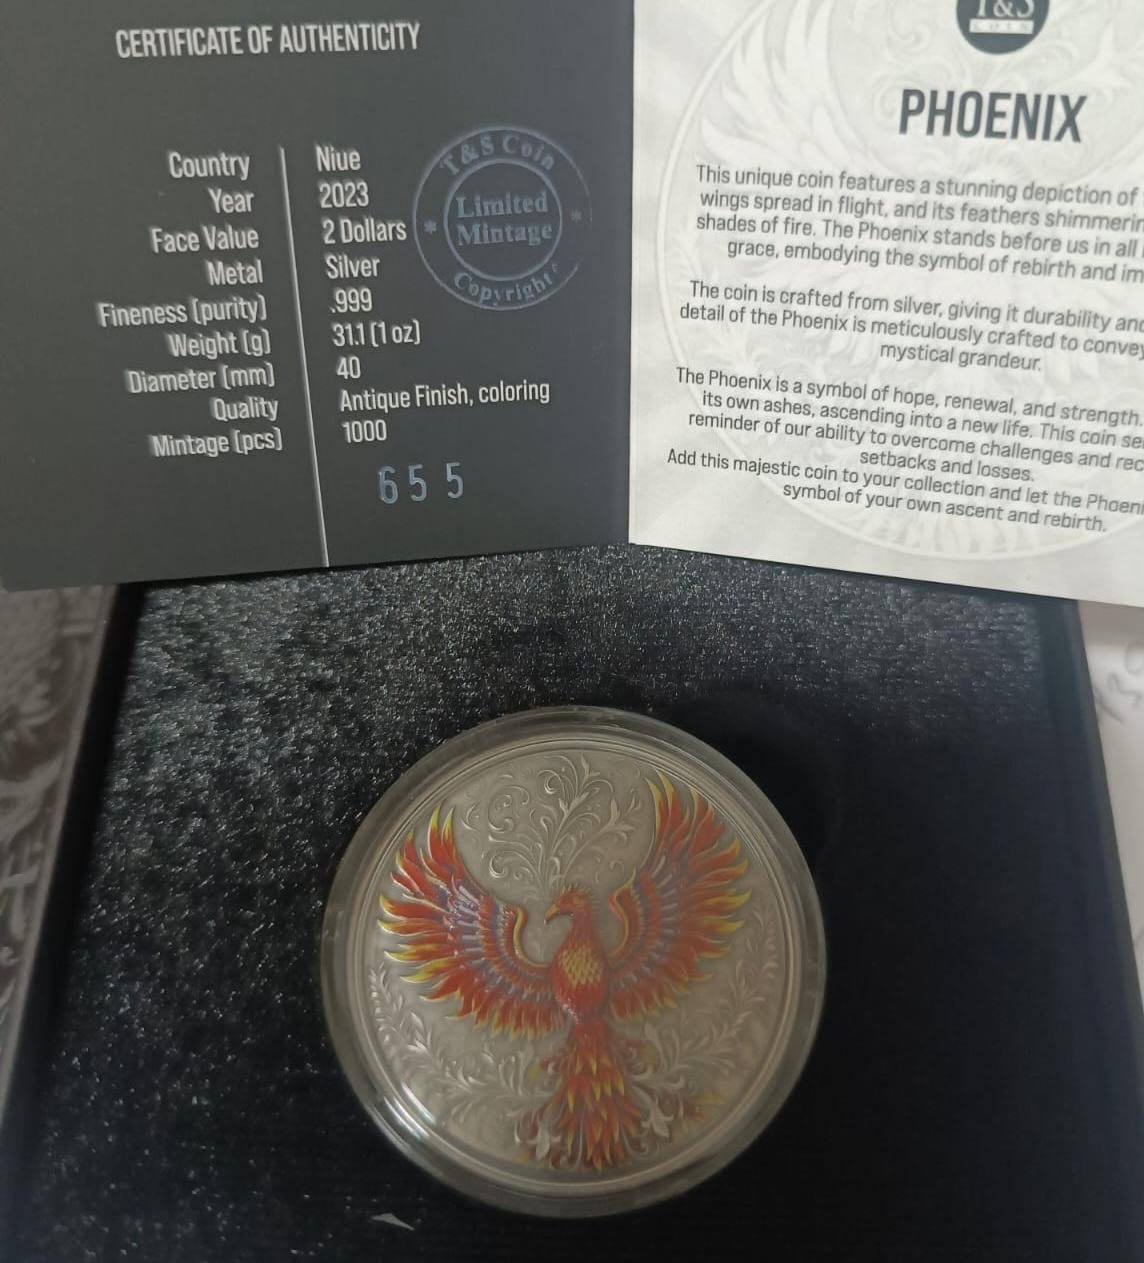 CERTIFICATE OF AUTHENTICITY
Country Niue
Year 2023
Face Value 2 Dollars
Metal Silver
Fineness (purity) .999
Weight (g) 31.1 (1 oz)
Diameter (mm) 40
Quality Antique Finish, coloring
Mintage (pcs) 1000
655
T&S Coin
Limited
Mintage
Copyright
T&S
COIN
PHOENIX
This unique coin features a stunning depiction of
wings spread in flight, and its feathers
shades of fire. The Phoenix stands before us in all
grace, embodying the symbol of rebirth and
The coin is crafted from silver, giving it durability
detail of the Phoenix is meticulously crafted to convey
mystical grandeur.
The Phoenix is a symbol of hope, renewal, and strength.
its own ashes, ascending into a new life. This coin
reminder of our ability to overcome challenges and
setbacks and losses.
Add this majestic coin to your collection and let the
symbol of your own ascent and rebirth.